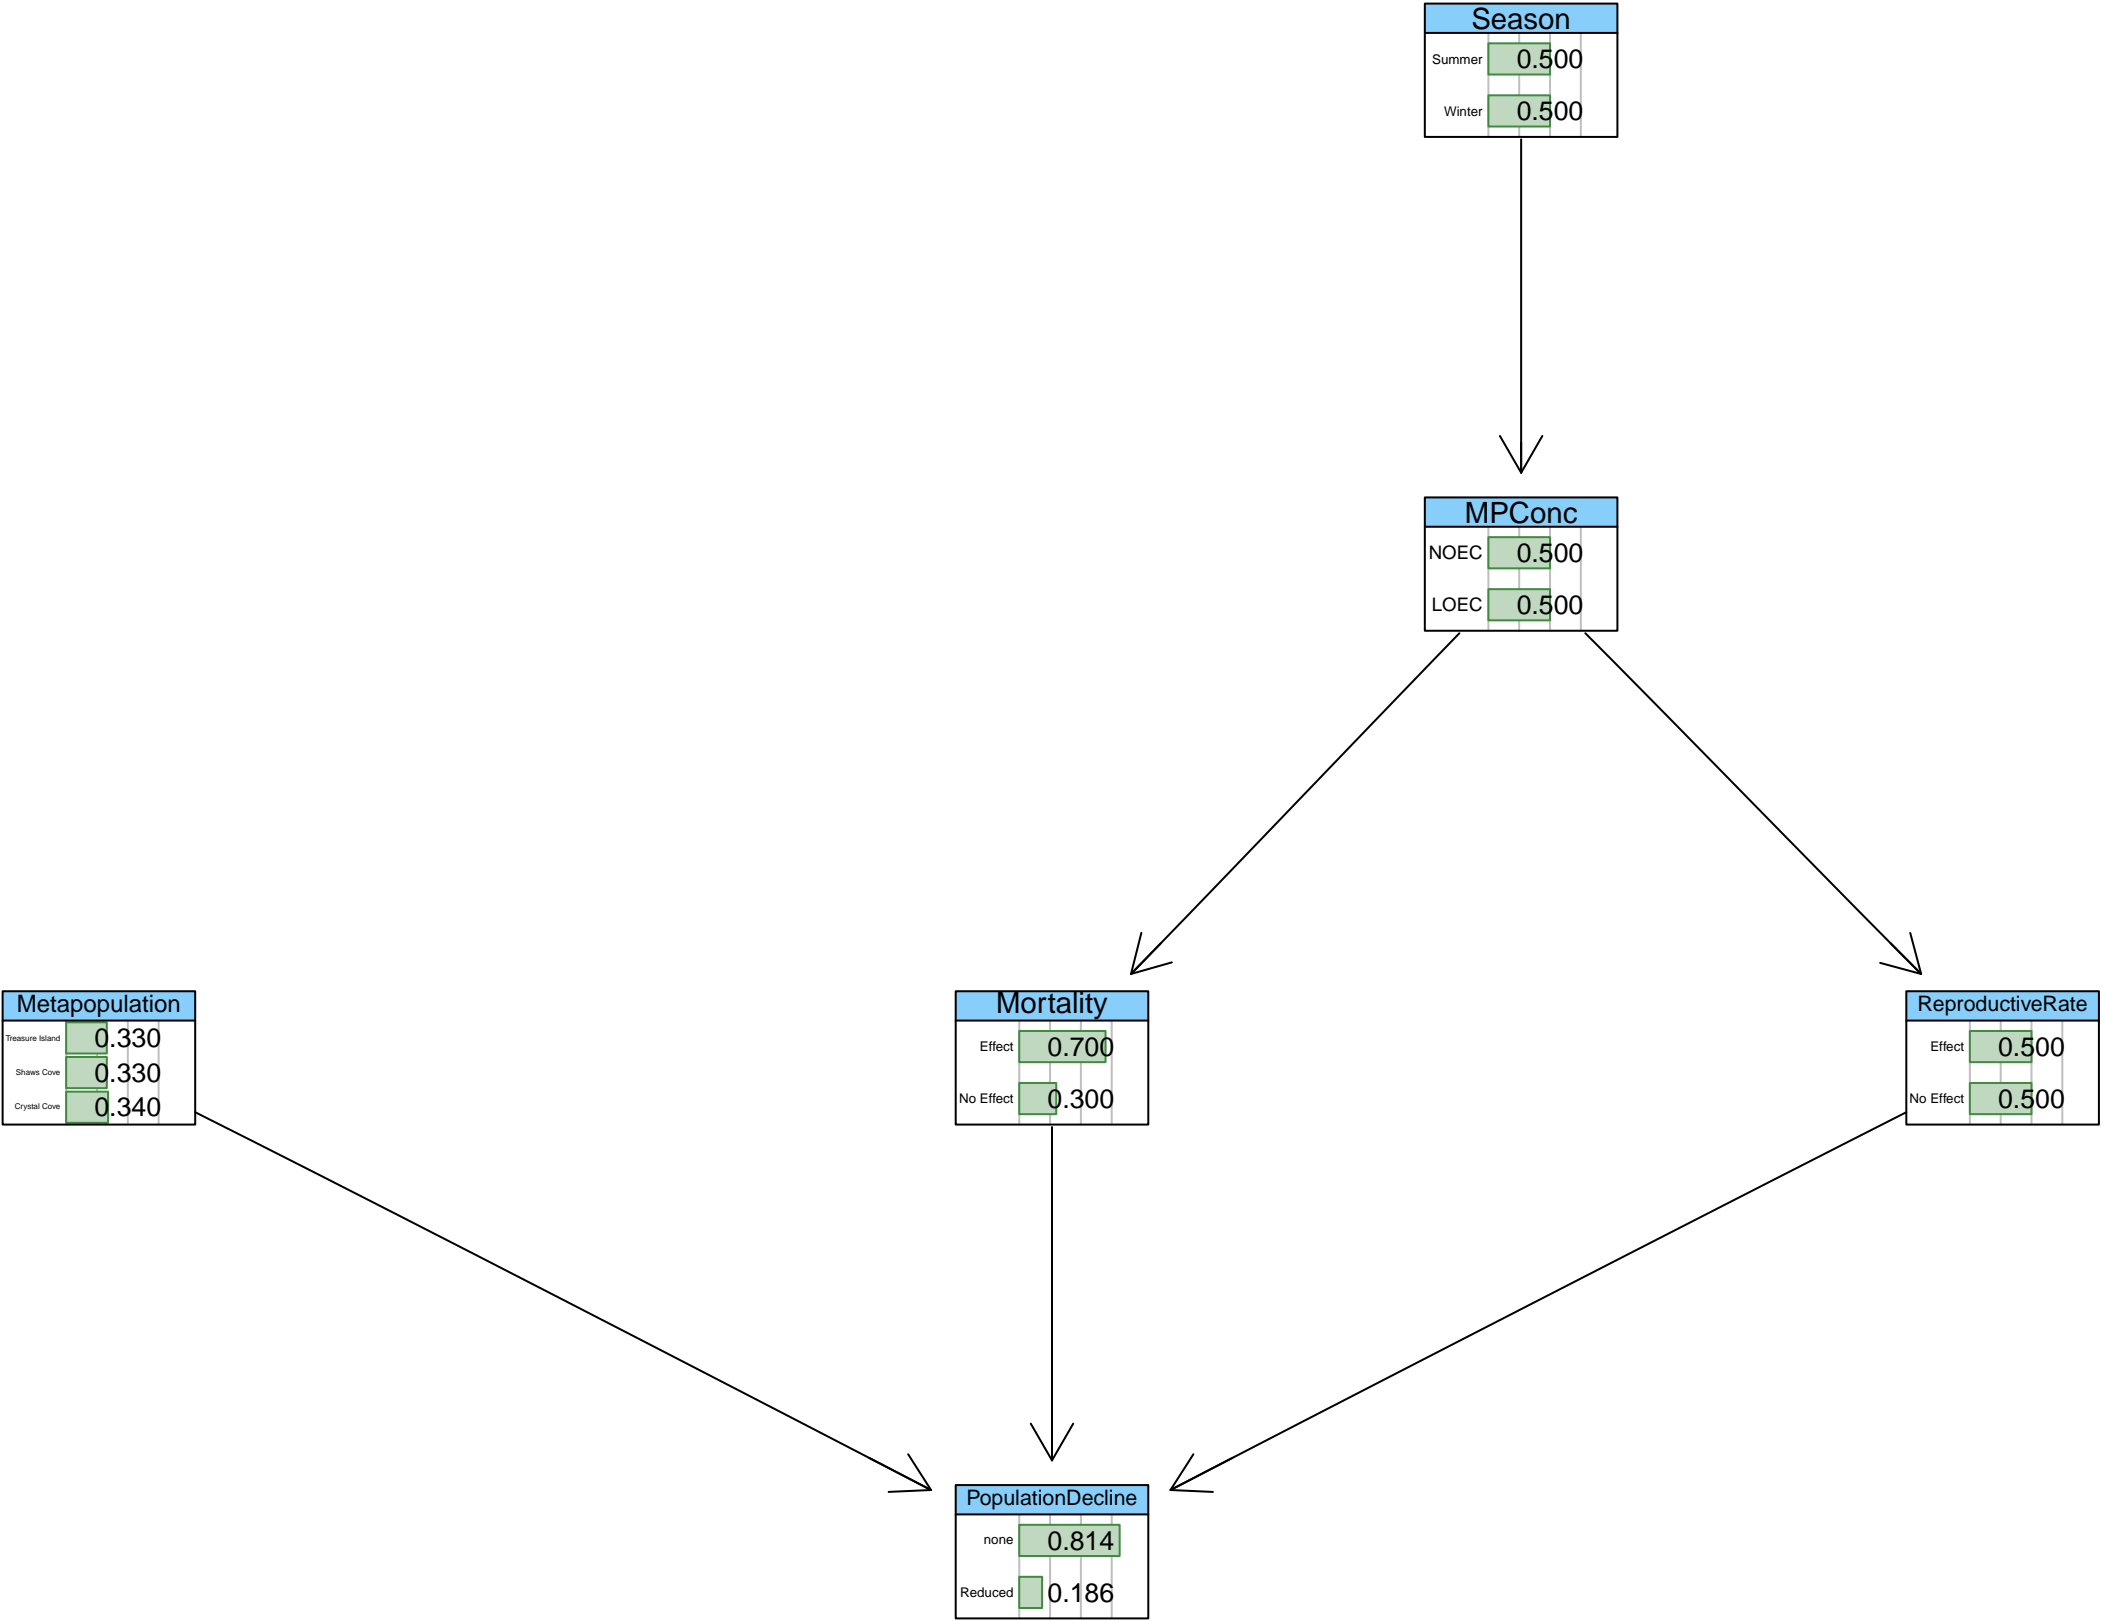 Season
Summer 0.500
Winter 0.500
MPConc
NOEC 0.500
LOEC 0.500
Metapopulation
Treasure Island 0.330
Shaws Cove 0.330
Crystal Cove 0.340
Mortality
Effect 0.700
No Effect 0.300
ReproductiveRate
Effect 0.500
No Effect 0.500
PopulationDecline
none 0.814
Reduced 0.186